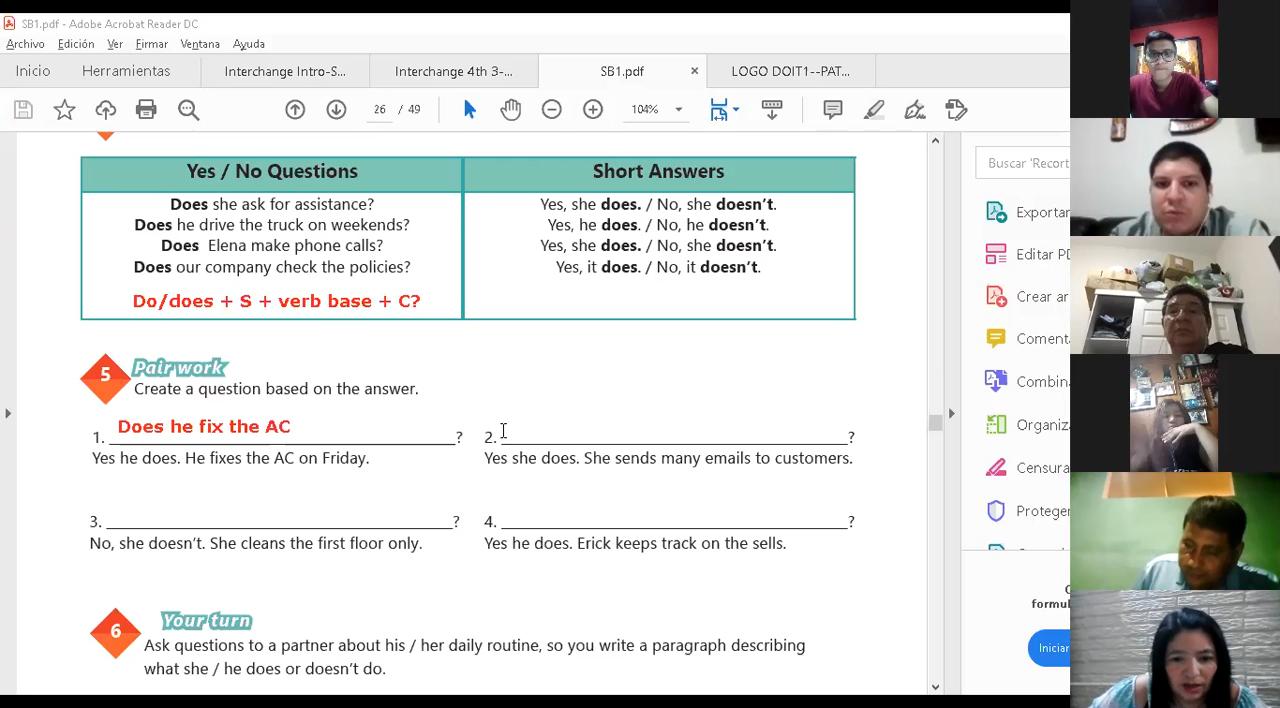 SB1.pdf - Adobe Acrobat Reader DC
Archivo Edición Ver Firmar Ventana Ayuda
Inicio Herramientas Interchange Intro-S... Interchange 4th 3-... SB1.pdf × LOGO DOIT1--PAT...
26 / 49 104%
Yes / No Questions Short Answers
Does she ask for assistance? Yes, she does. / No, she doesn't.
Does he drive the truck on weekends? Yes, he does. / No, he doesn't.
Does Elena make phone calls? Yes, she does. / No, she doesn't.
Does our company check the policies? Yes, it does. / No, it doesn't.
Do/does + S + verb base + C?
5 Pair work
Create a question based on the answer.
Does he fix the AC
1. ? 2. ?
Yes he does. He fixes the AC on Friday. Yes she does. She sends many emails to customers.
3. ? 4. ?
No, she doesn't. She cleans the first floor only. Yes he does. Erick keeps track on the sells.
6 Your turn
Ask questions to a partner about his / her daily routine, so you write a paragraph describing
what she / he does or doesn't do.
Buscar 'Recort
Exportar
Editar PD
Crear ar
Coment
Combin
Organiz
Censura
Proteger
formul
Iniciar